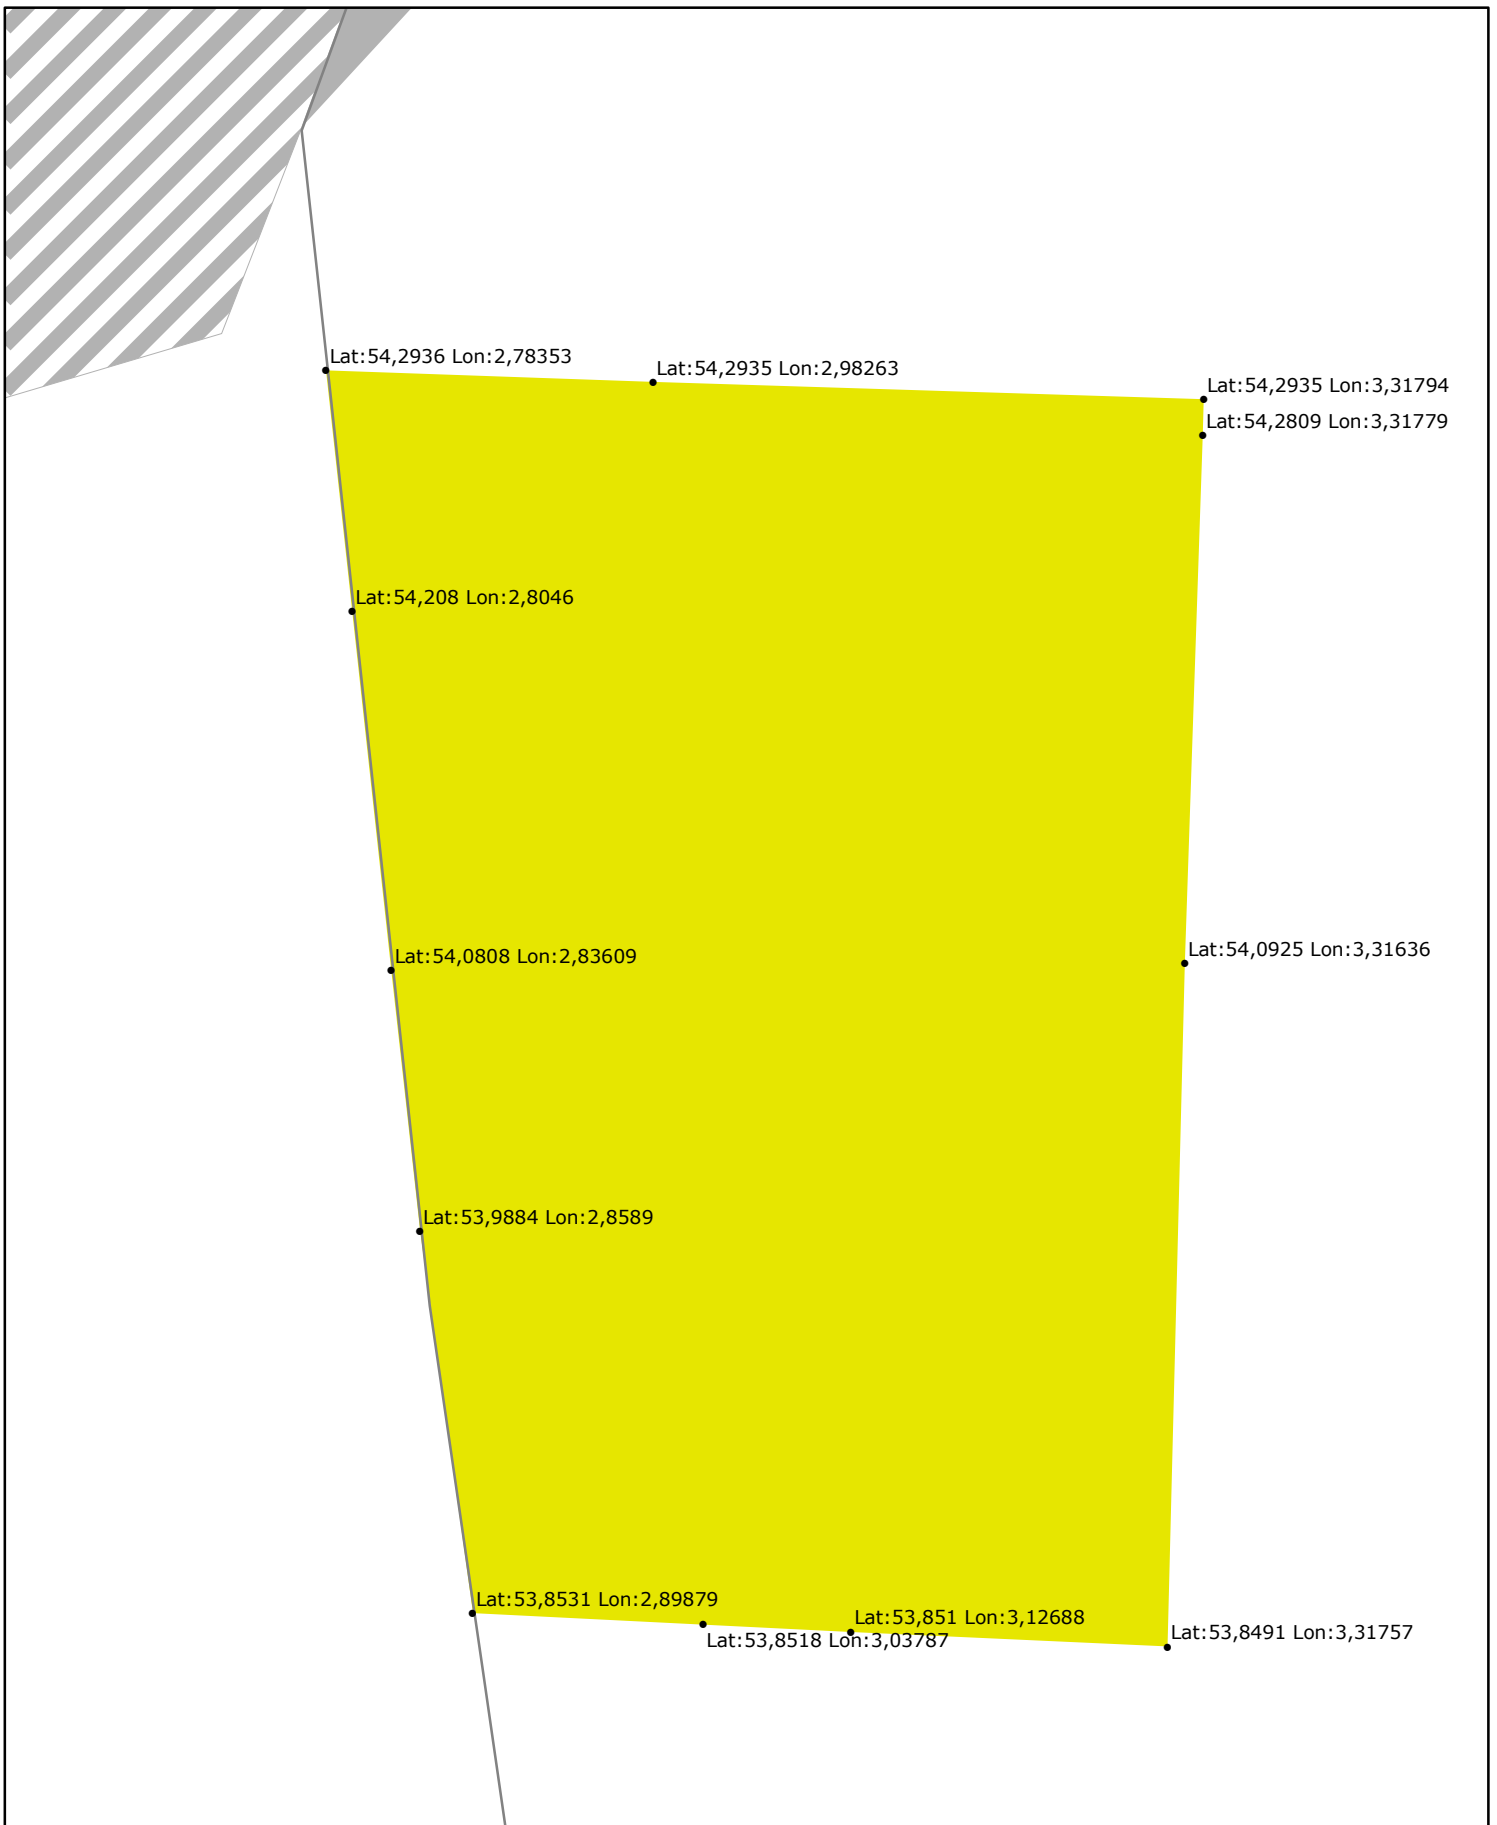 Lat:54,2936 Lon:2,78353
Lat:54,2935 Lon:2,98263
Lat:54,2935 Lon:3,31794
Lat:54,2809 Lon:3,31779
Lat:54,208 Lon:2,8046
Lat:54,0925 Lon:3,31636
Lat:54,0808 Lon:2,83609
Lat:53,9884 Lon:2,8589
Lat:53,8531 Lon:2,89879
Lat:53,851 Lon:3,12688
Lat:53,8518 Lon:3,03787
Lat:53,8491 Lon:3,31757